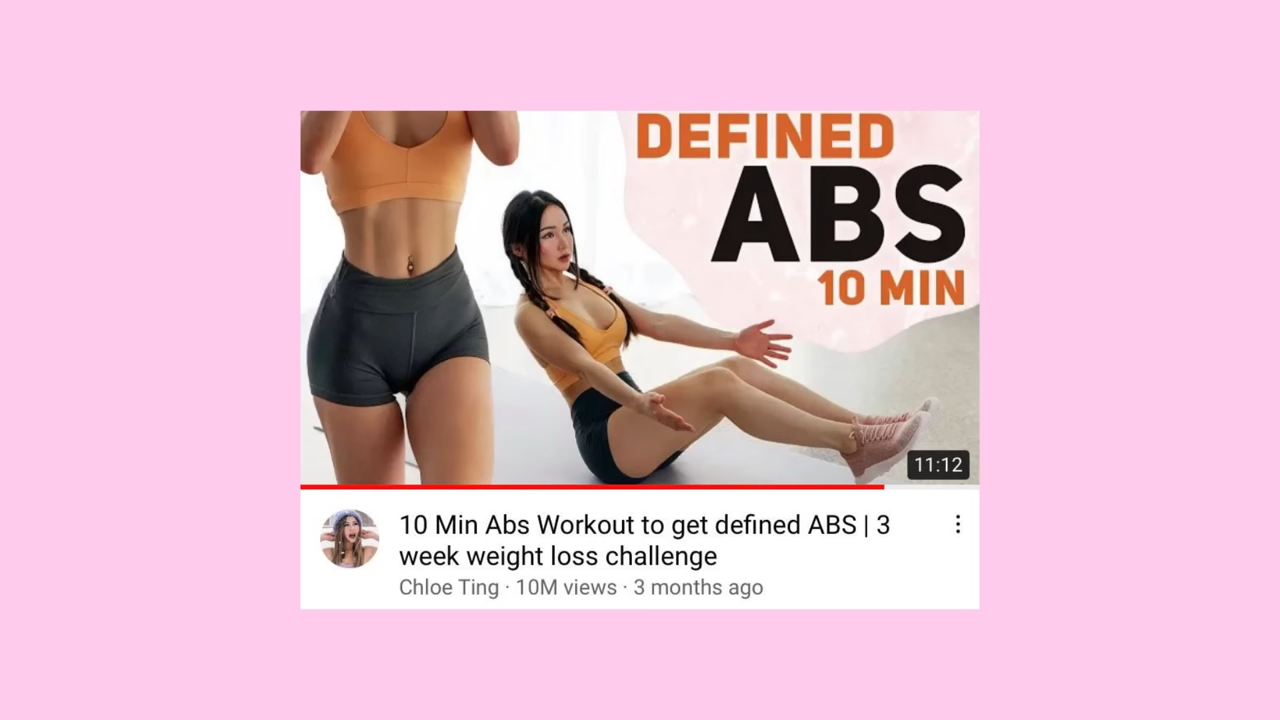 DEFINED
ABS
10 MIN
11:12
10 Min Abs Workout to get defined ABS | 3
week weight loss challenge
Chloe Ting · 10M views · 3 months ago